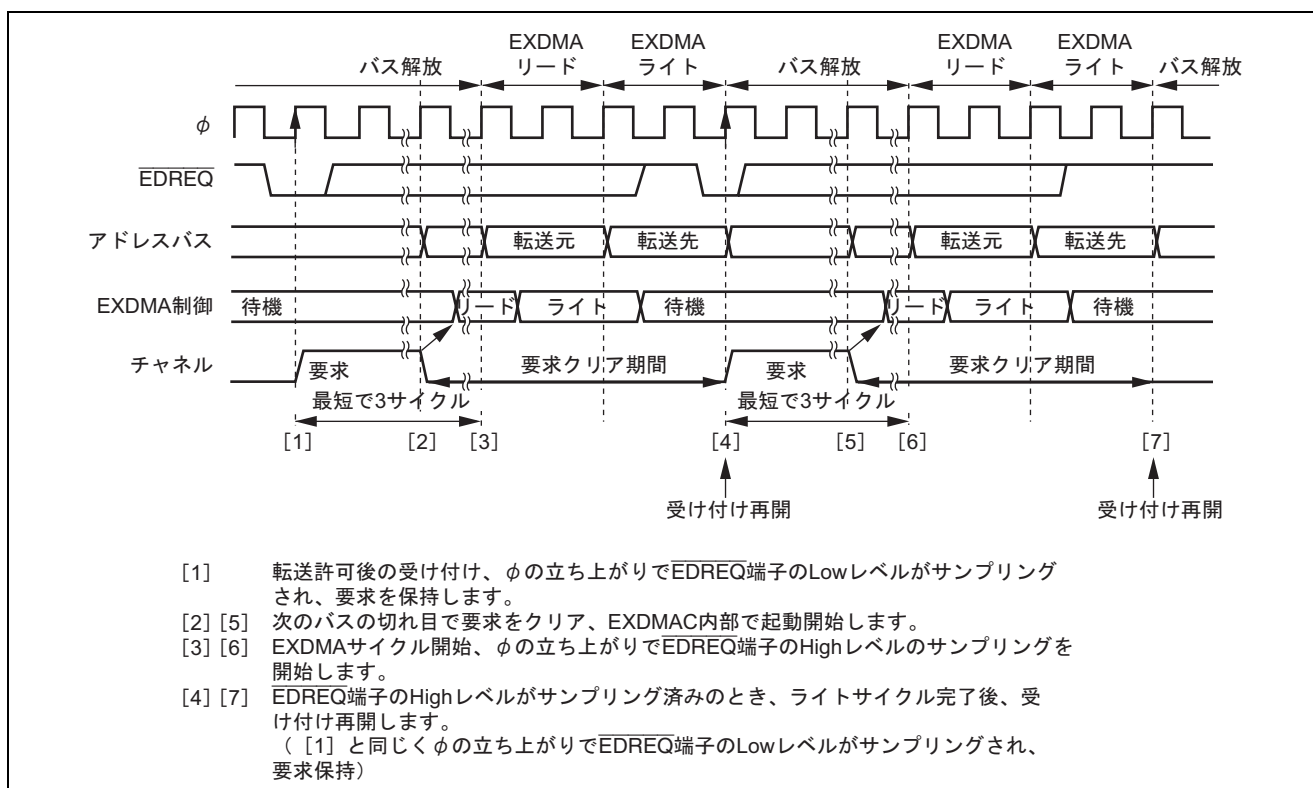 EXDMA EXDMA EXDMA EXDMA
バス解放 リード ライト バス解放 リード ライト バス解放
φ
EDREQ
アドレスバス 転送元 転送先 転送元 転送先
EXDMA制御 待機 リード ライト 待機 リード ライト 待機
チャネル 要求 要求クリア期間 要求 要求クリア期間
最短で3サイクル 最短で3サイクル
[1] [2] [3] [4] [5] [6] [7]
受け付け再開 受け付け再開
[1] 転送許可後の受け付け、φの立ち上がりでEDREQ端子のLowレベルがサンプリング
され、要求を保持します。
[2] [5] 次のバスの切れ目で要求をクリア、EXDMAC内部で起動開始します。
[3] [6] EXDMAサイクル開始、φの立ち上がりでEDREQ端子のHighレベルのサンプリングを
開始します。
[4] [7] EDREQ端子のHighレベルがサンプリング済みのとき、ライトサイクル完了後、受
け付け再開します。
([1]と同じくφの立ち上がりでEDREQ端子のLowレベルがサンプリングされ、
要求保持)